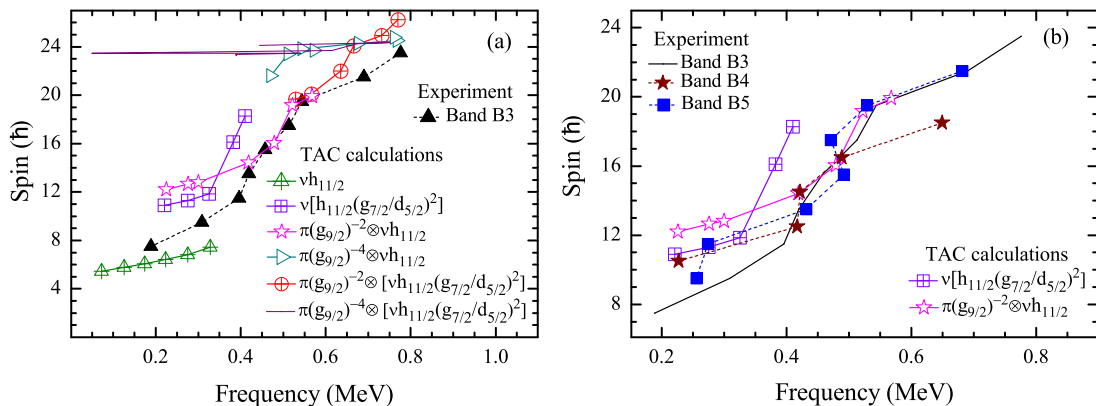 (a)
Experiment
Band B3
TAC calculations
νh11/2
ν[h11/2(g7/2/d5/2)²]
π(g9/2)⁻²⊗νh11/2
π(g9/2)⁻⁴⊗νh11/2
π(g9/2)⁻²⊗[νh11/2(g7/2/d5/2)²]
π(g9/2)⁻⁴⊗[νh11/2(g7/2/d5/2)²]
Spin (ħ)
28
24
20
16
12
8
4
0.2 0.4 0.6 0.8 1.0
Frequency (MeV)
(b)
Experiment
Band B3
Band B4
Band B5
TAC calculations
ν[h11/2(g7/2/d5/2)²]
π(g9/2)⁻²⊗νh11/2
Spin (ħ)
24
20
16
12
8
0.2 0.4 0.6 0.8
Frequency (MeV)